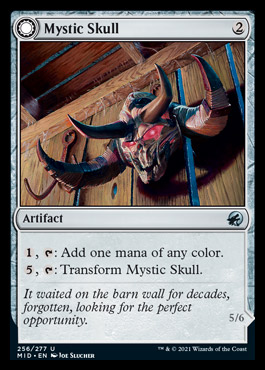 Mystic Skull 2
Artifact
1, T: Add one mana of any color.
5, T: Transform Mystic Skull.
It waited on the barn wall for decades,
forgotten, looking for the perfect
opportunity.
5/6
256/277 U
MID • EN Joe Slucher
™ & © 2021 Wizards of the Coast